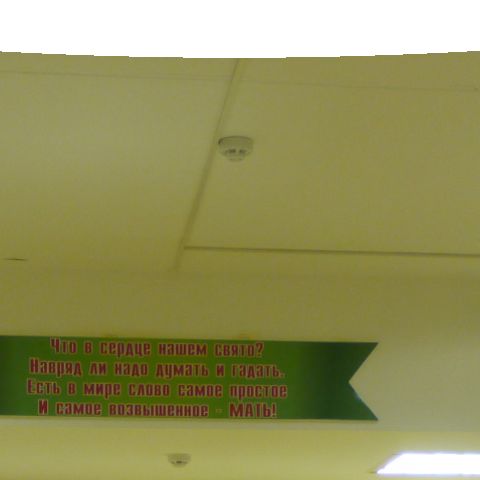 Что в сердце нашем свято?
Навряд ли надо думать и гадать.
Есть в мире слово самое простое
И самое возвышенное - МАТЬ!